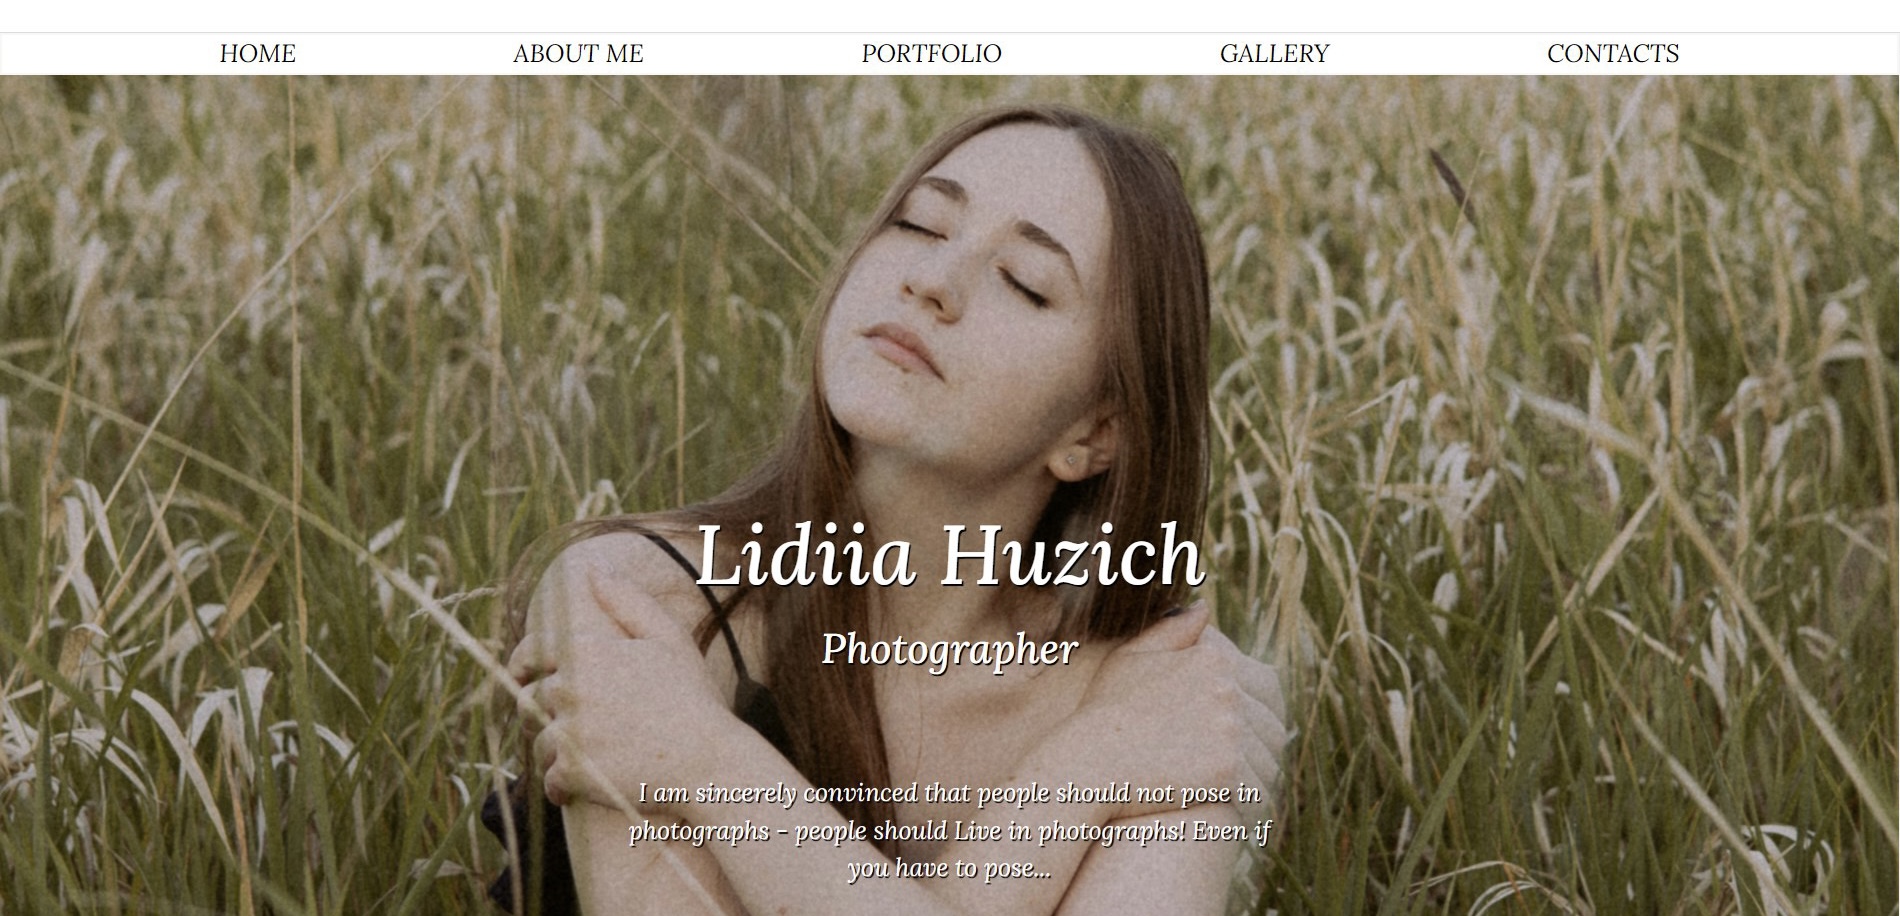 HOME ABOUT ME PORTFOLIO GALLERY CONTACTS
Lidiia Huzich
Photographer
I am sincerely convinced that people should not pose in
photographs - people should Live in photographs! Even if
you have to pose...